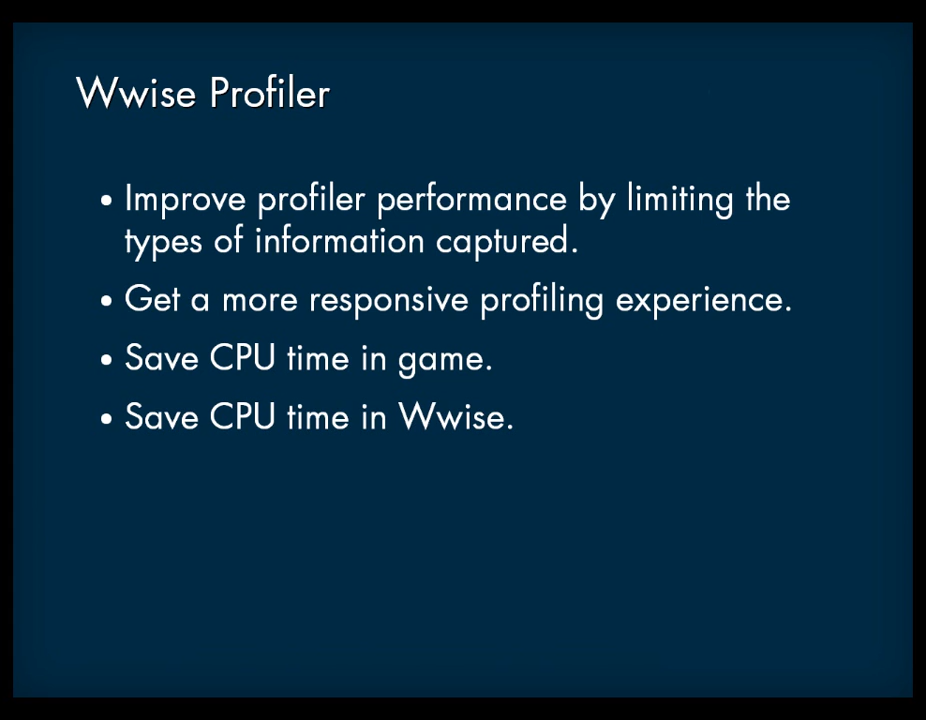 Wwise Profiler
• Improve profiler performance by limiting the
types of information captured.
• Get a more responsive profiling experience.
• Save CPU time in game.
• Save CPU time in Wwise.